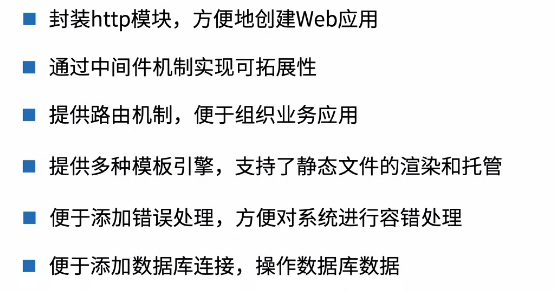 封装http模块，方便地创建Web应用
通过中间件机制实现可拓展性
提供路由机制，便于组织业务应用
提供多种模板引擎，支持了静态文件的渲染和托管
便于添加错误处理，方便对系统进行容错处理
便于添加数据库连接，操作数据库数据